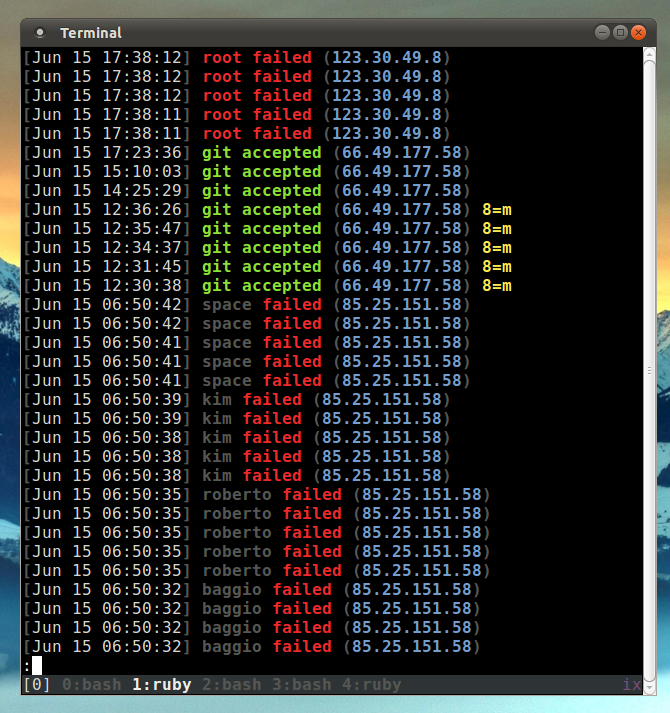 Terminal
[Jun 15 17:38:12] root failed (123.30.49.8)
[Jun 15 17:38:12] root failed (123.30.49.8)
[Jun 15 17:38:12] root failed (123.30.49.8)
[Jun 15 17:38:11] root failed (123.30.49.8)
[Jun 15 17:38:11] root failed (123.30.49.8)
[Jun 15 17:23:36] git accepted (66.49.177.58)
[Jun 15 15:10:03] git accepted (66.49.177.58)
[Jun 15 14:25:29] git accepted (66.49.177.58)
[Jun 15 12:36:26] git accepted (66.49.177.58) 8=m
[Jun 15 12:35:47] git accepted (66.49.177.58) 8=m
[Jun 15 12:34:37] git accepted (66.49.177.58) 8=m
[Jun 15 12:31:45] git accepted (66.49.177.58) 8=m
[Jun 15 12:30:38] git accepted (66.49.177.58) 8=m
[Jun 15 06:50:42] space failed (85.25.151.58)
[Jun 15 06:50:42] space failed (85.25.151.58)
[Jun 15 06:50:41] space failed (85.25.151.58)
[Jun 15 06:50:41] space failed (85.25.151.58)
[Jun 15 06:50:41] space failed (85.25.151.58)
[Jun 15 06:50:39] kim failed (85.25.151.58)
[Jun 15 06:50:39] kim failed (85.25.151.58)
[Jun 15 06:50:38] kim failed (85.25.151.58)
[Jun 15 06:50:38] kim failed (85.25.151.58)
[Jun 15 06:50:38] kim failed (85.25.151.58)
[Jun 15 06:50:35] roberto failed (85.25.151.58)
[Jun 15 06:50:35] roberto failed (85.25.151.58)
[Jun 15 06:50:35] roberto failed (85.25.151.58)
[Jun 15 06:50:35] roberto failed (85.25.151.58)
[Jun 15 06:50:35] roberto failed (85.25.151.58)
[Jun 15 06:50:32] baggio failed (85.25.151.58)
[Jun 15 06:50:32] baggio failed (85.25.151.58)
[Jun 15 06:50:32] baggio failed (85.25.151.58)
[Jun 15 06:50:32] baggio failed (85.25.151.58)
:
[0] 0:bash 1:ruby 2:bash 3:bash 4:ruby ix